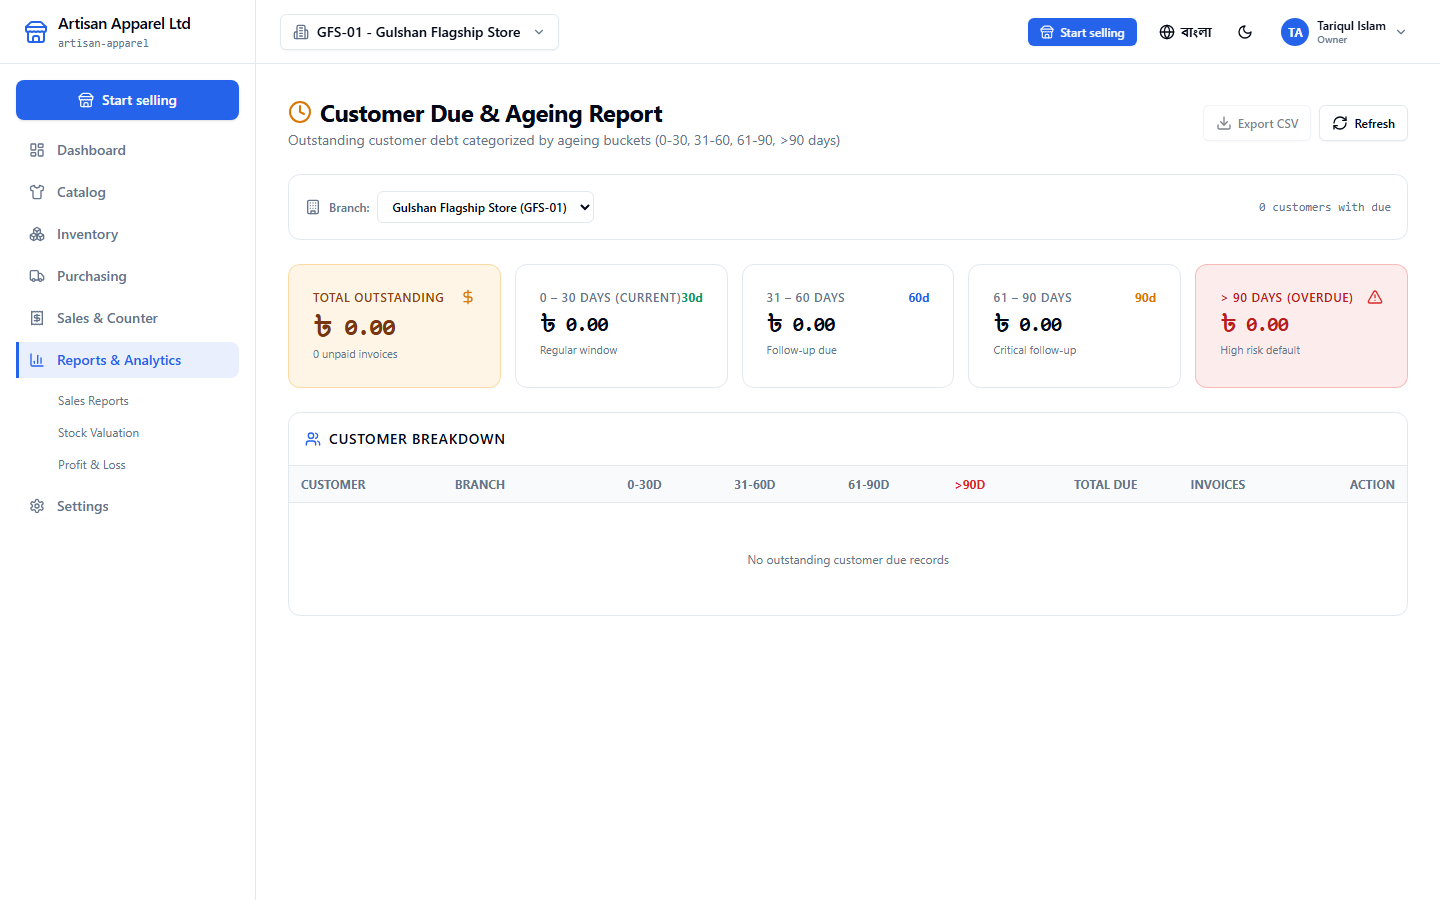 Artisan Apparel Ltd
artisan-apparel
GFS-01 - Gulshan Flagship Store
Start selling
বাংলা
TA
Tariqul Islam
Owner
Start selling
Dashboard
Catalog
Inventory
Purchasing
Sales & Counter
Reports & Analytics
Sales Reports
Stock Valuation
Profit & Loss
Settings
Customer Due & Ageing Report
Outstanding customer debt categorized by ageing buckets (0-30, 31-60, 61-90, >90 days)
Export CSV
Refresh
Branch:
Gulshan Flagship Store (GFS-01)
0 customers with due
TOTAL OUTSTANDING
৳ 0.00
0 unpaid invoices
0 – 30 DAYS (CURRENT) 30d
৳ 0.00
Regular window
31 – 60 DAYS 60d
৳ 0.00
Follow-up due
61 – 90 DAYS 90d
৳ 0.00
Critical follow-up
> 90 DAYS (OVERDUE)
৳ 0.00
High risk default
CUSTOMER BREAKDOWN
CUSTOMER BRANCH 0-30D 31-60D 61-90D >90D TOTAL DUE INVOICES ACTION
No outstanding customer due records